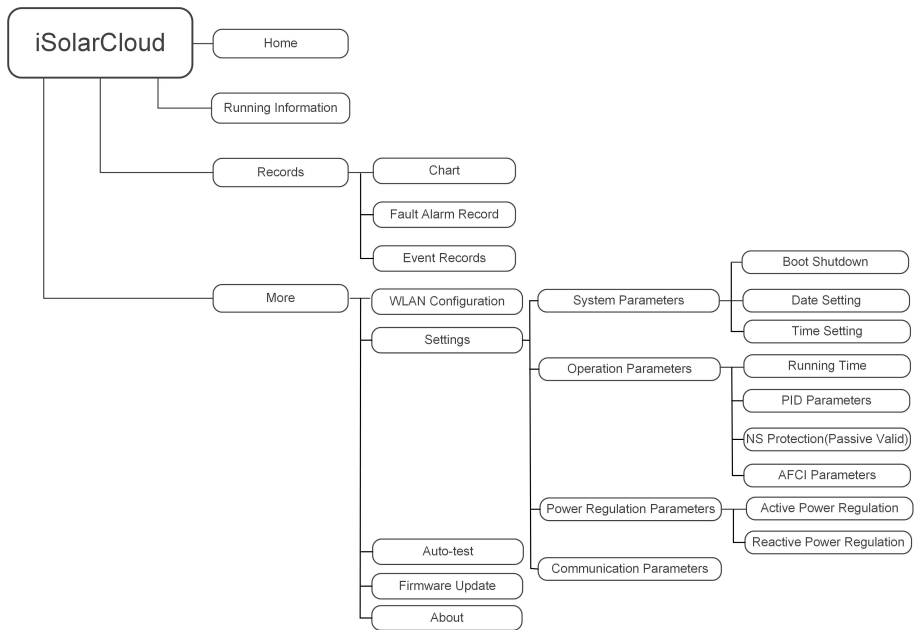 iSolarCloud
Home
Running Information
Records
Chart
Fault Alarm Record
Event Records
More
WLAN Configuration
Settings
System Parameters
Boot Shutdown
Date Setting
Time Setting
Operation Parameters
Running Time
PID Parameters
NS Protection(Passive Valid)
AFCI Parameters
Power Regulation Parameters
Active Power Regulation
Reactive Power Regulation
Communication Parameters
Auto-test
Firmware Update
About